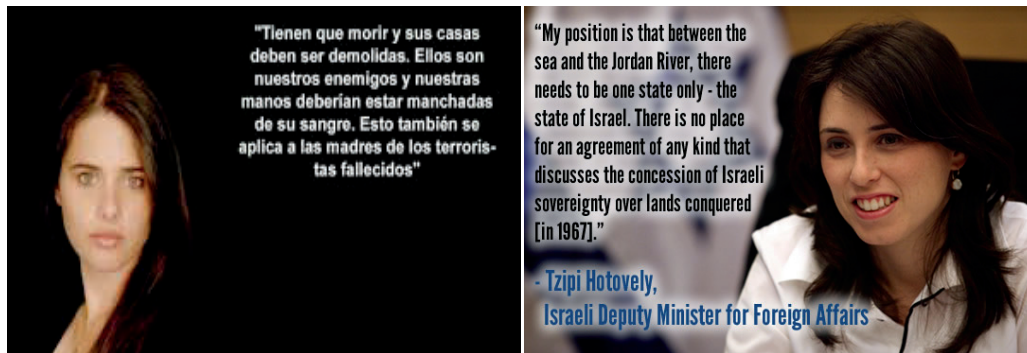 "Tienen que morir y sus casas
deben ser demolidas. Ellos son
nuestros enemigos y nuestras
manos deberían estar manchadas
de su sangre. Esto también se
aplica a las madres de los terroris-
tas fallecidos"
“My position is that between the
sea and the Jordan River, there
needs to be one state only - the
state of Israel. There is no place
for an agreement of any kind that
discusses the concession of Israeli
sovereignty over lands conquered
[in 1967].”
- Tzipi Hotovely,
Israeli Deputy Minister for Foreign Affairs